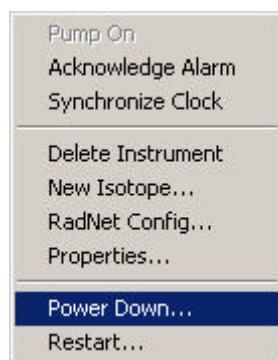 Pump On
Acknowledge Alarm
Synchronize Clock
Delete Instrument
New Isotope...
RadNet Config...
Properties...
Power Down...
Restart...